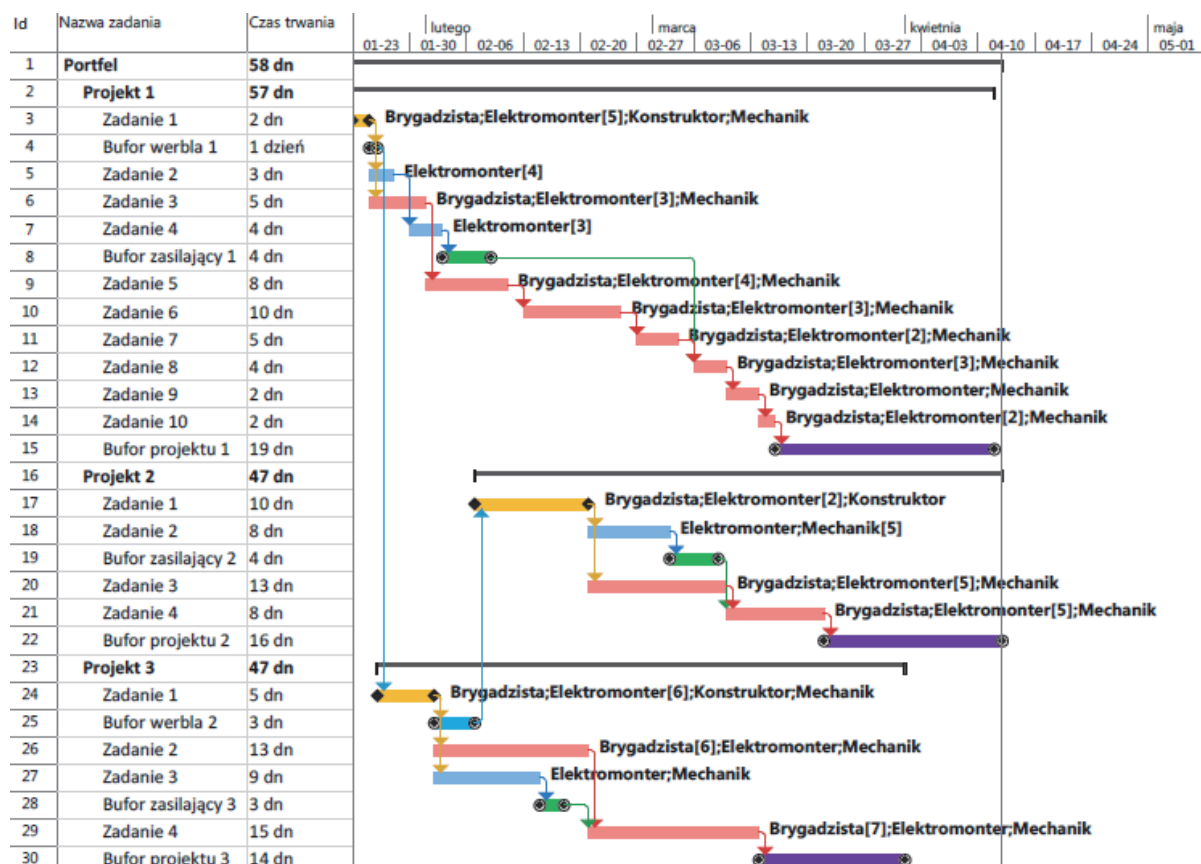 Id Nazwa zadania Czas trwania
lutego marca kwietnia maja
01-23 01-30 02-06 02-13 02-20 02-27 03-06 03-13 03-20 03-27 04-03 04-10 04-17 04-24 05-01
1 Portfel 58 dn
2 Projekt 1 57 dn
3 Zadanie 1 2 dn Brygadzista;Elektromonter[5];Konstruktor;Mechanik
4 Bufor werbla 1 1 dzień
5 Zadanie 2 3 dn Elektromonter[4]
6 Zadanie 3 5 dn Brygadzista;Elektromonter[3];Mechanik
7 Zadanie 4 4 dn Elektromonter[3]
8 Bufor zasilający 1 4 dn
9 Zadanie 5 8 dn Brygadzista;Elektromonter[4];Mechanik
10 Zadanie 6 10 dn Brygadzista;Elektromonter[3];Mechanik
11 Zadanie 7 5 dn Brygadzista;Elektromonter[2];Mechanik
12 Zadanie 8 4 dn Brygadzista;Elektromonter[3];Mechanik
13 Zadanie 9 2 dn Brygadzista;Elektromonter;Mechanik
14 Zadanie 10 2 dn Brygadzista;Elektromonter[2];Mechanik
15 Bufor projektu 1 19 dn
16 Projekt 2 47 dn
17 Zadanie 1 10 dn Brygadzista;Elektromonter[2];Konstruktor
18 Zadanie 2 8 dn Elektromonter;Mechanik[5]
19 Bufor zasilający 2 4 dn
20 Zadanie 3 13 dn Brygadzista;Elektromonter[5];Mechanik
21 Zadanie 4 8 dn Brygadzista;Elektromonter[5];Mechanik
22 Bufor projektu 2 16 dn
23 Projekt 3 47 dn
24 Zadanie 1 5 dn Brygadzista;Elektromonter[6];Konstruktor;Mechanik
25 Bufor werbla 2 3 dn
26 Zadanie 2 13 dn Brygadzista[6];Elektromonter;Mechanik
27 Zadanie 3 9 dn Elektromonter;Mechanik
28 Bufor zasilający 3 3 dn
29 Zadanie 4 15 dn Brygadzista[7];Elektromonter;Mechanik
30 Bufor projektu 3 14 dn